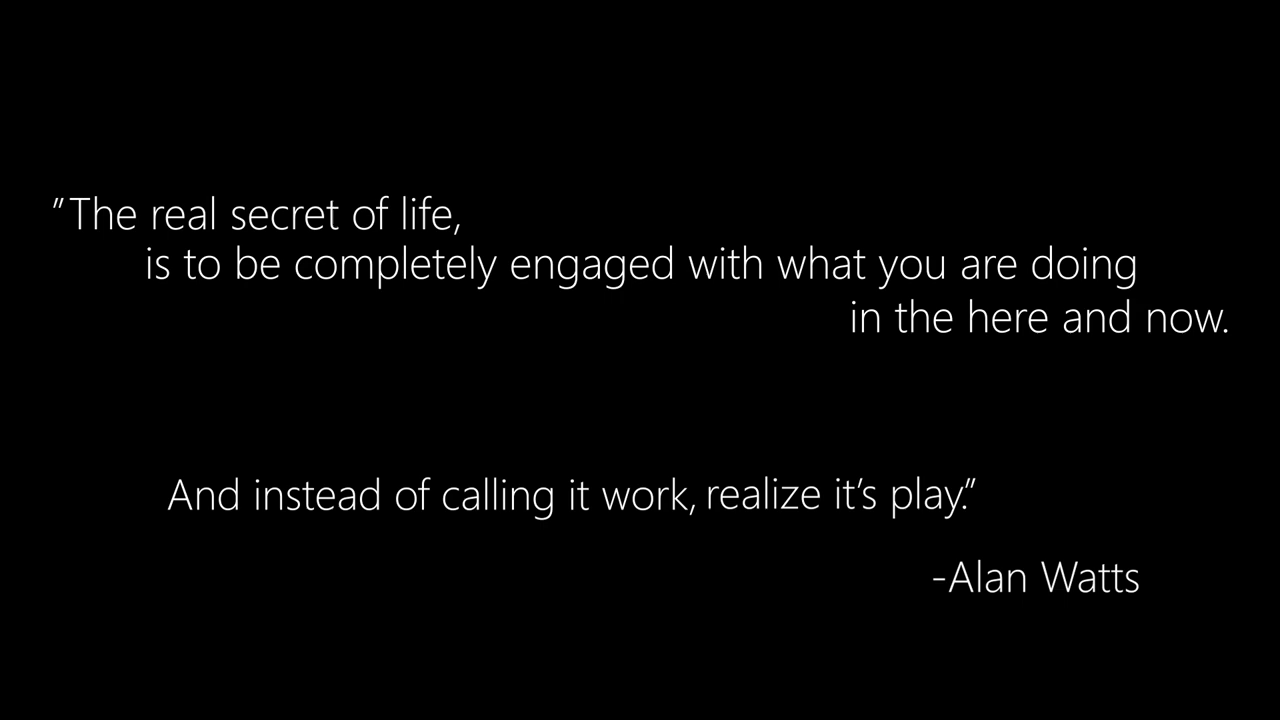 "The real secret of life,
is to be completely engaged with what you are doing
in the here and now.
And instead of calling it work, realize it's play."
-Alan Watts